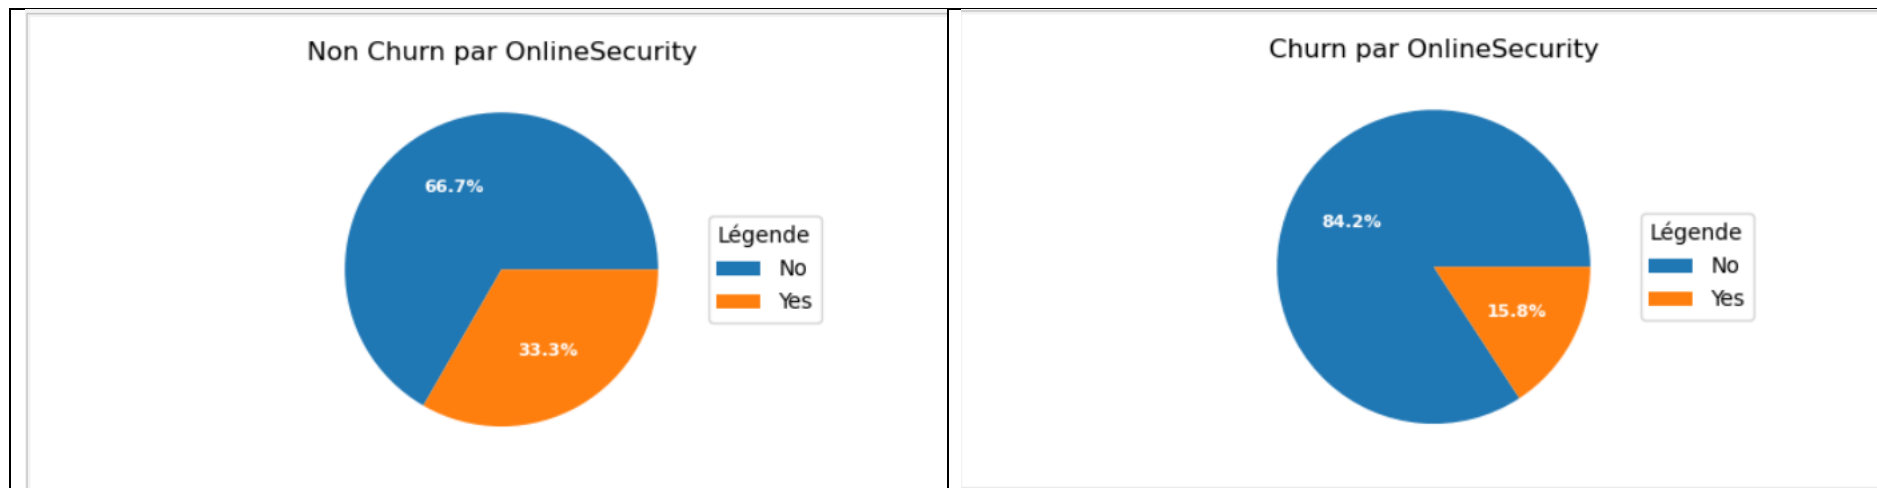 Non Churn par OnlineSecurity
66.7%
33.3%
Légende
No
Yes
Churn par OnlineSecurity
84.2%
15.8%
Légende
No
Yes